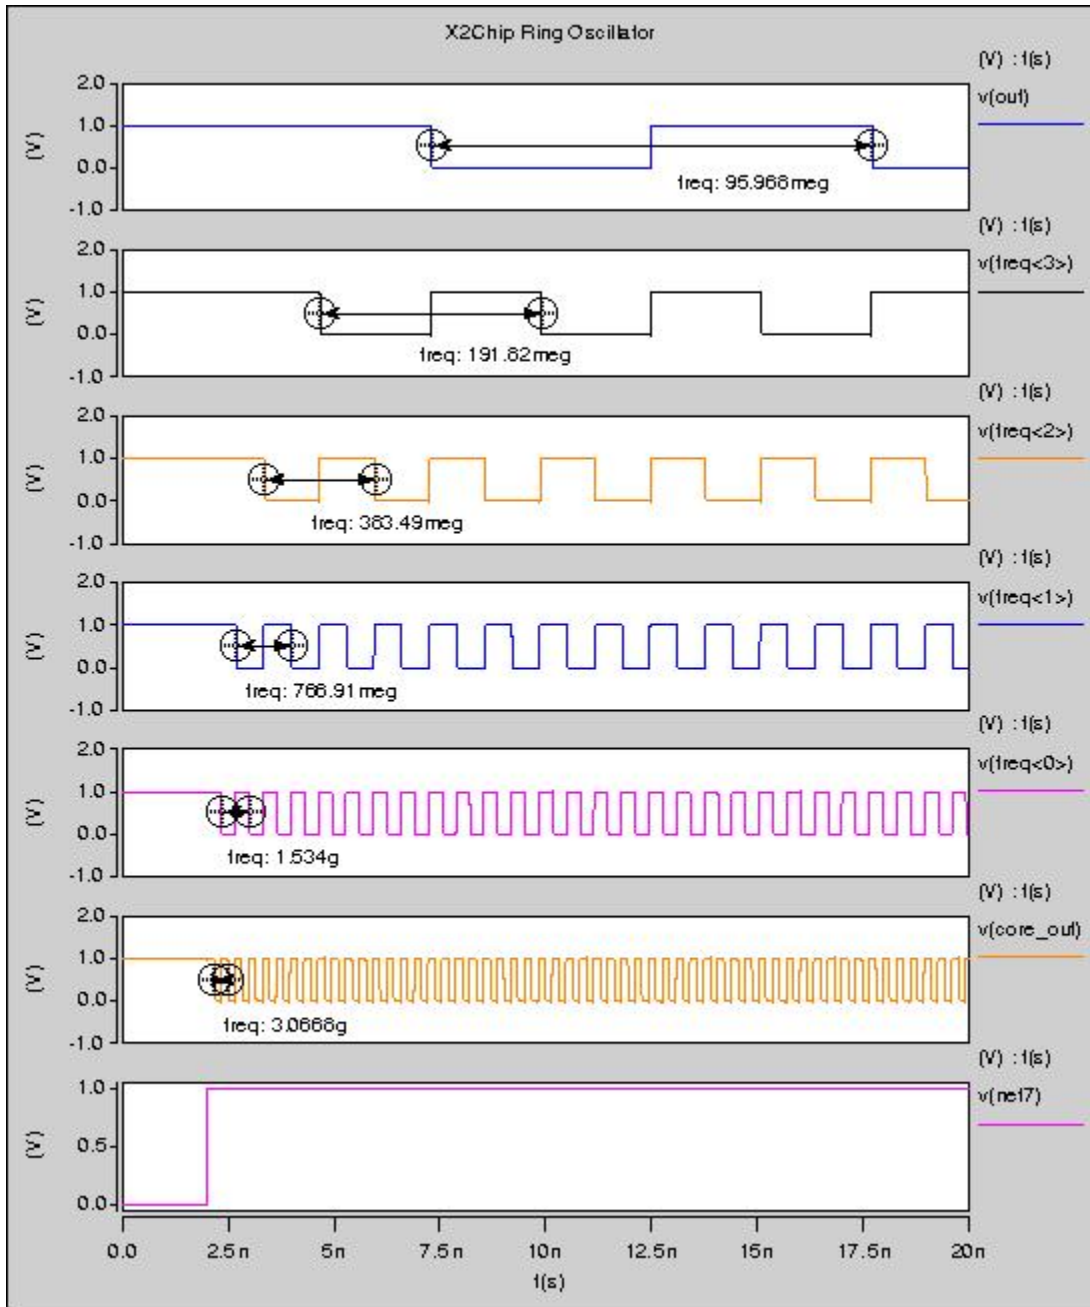 X2Chip Ring Oscillator
(V) : t(s)
v(out)
2.0
1.0
0.0
-1.0
(V)
freq: 95.968meg
(V) : t(s)
v(freq<3>)
2.0
1.0
0.0
-1.0
(V)
freq: 191.82meg
(V) : t(s)
v(freq<2>)
2.0
1.0
0.0
-1.0
(V)
freq: 383.49meg
(V) : t(s)
v(freq<1>)
2.0
1.0
0.0
-1.0
(V)
freq: 766.91meg
(V) : t(s)
v(freq<0>)
2.0
1.0
0.0
-1.0
(V)
freq: 1.534g
(V) : t(s)
v(core_out)
2.0
1.0
0.0
-1.0
(V)
freq: 3.0668g
(V) : t(s)
v(net7)
1.0
0.5
0.0
(V)
0.0 2.5n 5n 7.5n 10n 12.5n 15n 17.5n 20n
t(s)